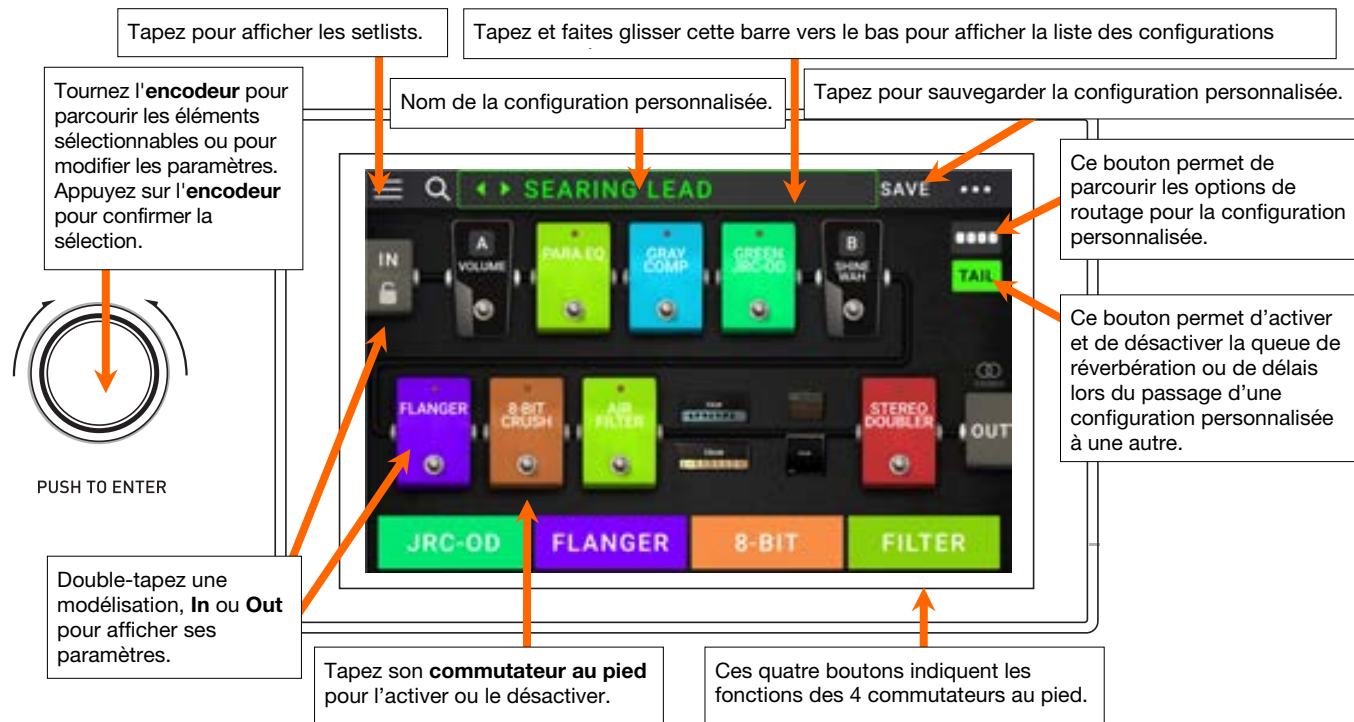 Tapez pour afficher les setlists.
Tapez et faites glisser cette barre vers le bas pour afficher la liste des configurations
Tournez l'encodeur pour
parcourir les éléments
sélectionnables ou pour
modifier les paramètres.
Appuyez sur l'encodeur
pour confirmer la
sélection.
Nom de la configuration personnalisée.
Tapez pour sauvegarder la configuration personnalisée.
Ce bouton permet de
parcourir les options de
routage pour la configuration
personnalisée.
SEARING LEAD
SAVE
IN
A
VOLUME
PARA EQ
GRAY
COMP
GREEN
JRC-OD
B
SHINE
WAH
TAIL
Ce bouton permet d’activer
et de désactiver la queue de
réverbération ou de délais
lors du passage d’une
configuration personnalisée
à une autre.
FLANGER
8-BIT
CRUSH
AIR
FILTER
STEREO
DOUBLER
OUT
PUSH TO ENTER
JRC-OD
FLANGER
8-BIT
FILTER
Double-tapez une
modélisation, In ou Out
pour afficher ses
paramètres.
Tapez son commutateur au pied
pour l’activer ou le désactiver.
Ces quatre boutons indiquent les
fonctions des 4 commutateurs au pied.